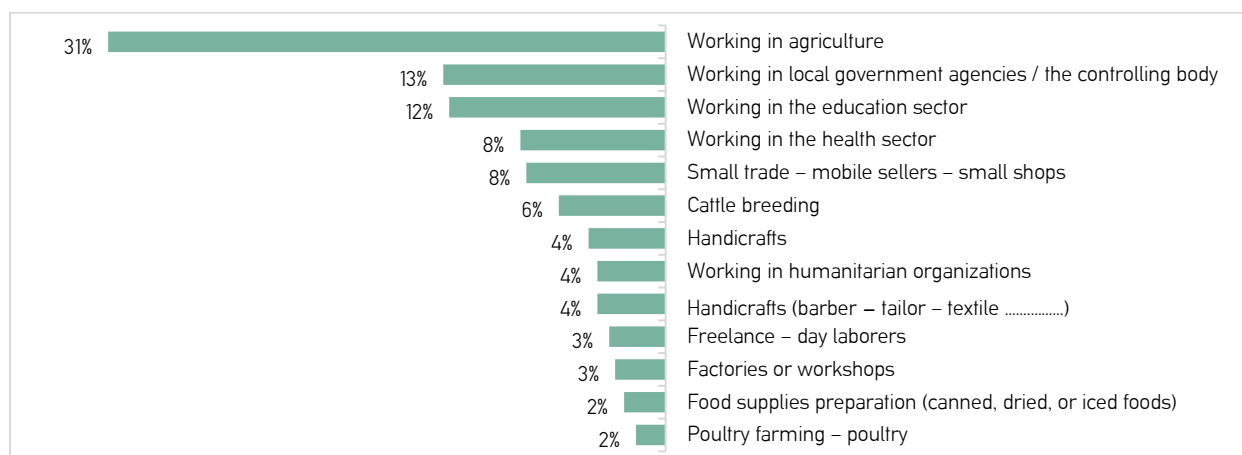 31% Working in agriculture
13% Working in local government agencies / the controlling body
12% Working in the education sector
8% Working in the health sector
8% Small trade – mobile sellers – small shops
6% Cattle breeding
4% Handicrafts
4% Working in humanitarian organizations
4% Handicrafts (barber – tailor – textile ................)
3% Freelance – day laborers
3% Factories or workshops
2% Food supplies preparation (canned, dried, or iced foods)
2% Poultry farming – poultry